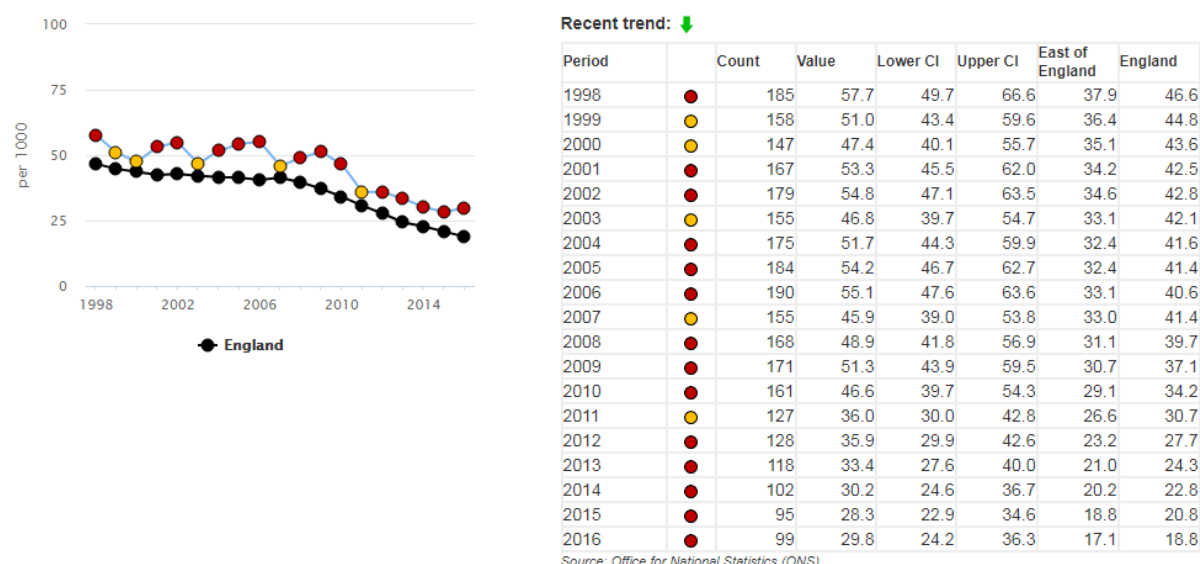 100
75
50
25
0
per 1000
1998 2002 2006 2010 2014
England
Recent trend:
Period Count Value Lower CI Upper CI East of England England
1998 185 57.7 49.7 66.6 37.9 46.6
1999 158 51.0 43.4 59.6 36.4 44.8
2000 147 47.4 40.1 55.7 35.1 43.6
2001 167 53.3 45.5 62.0 34.2 42.5
2002 179 54.8 47.1 63.5 34.6 42.8
2003 155 46.8 39.7 54.7 33.1 42.1
2004 175 51.7 44.3 59.9 32.4 41.6
2005 184 54.2 46.7 62.7 32.4 41.4
2006 190 55.1 47.6 63.6 33.1 40.6
2007 155 45.9 39.0 53.8 33.0 41.4
2008 168 48.9 41.8 56.9 31.1 39.7
2009 171 51.3 43.9 59.5 30.7 37.1
2010 161 46.6 39.7 54.3 29.1 34.2
2011 127 36.0 30.0 42.8 26.6 30.7
2012 128 35.9 29.9 42.6 23.2 27.7
2013 118 33.4 27.6 40.0 21.0 24.3
2014 102 30.2 24.6 36.7 20.2 22.8
2015 95 28.3 22.9 34.6 18.8 20.8
2016 99 29.8 24.2 36.3 17.1 18.8
Source: Office for National Statistics (ONS)